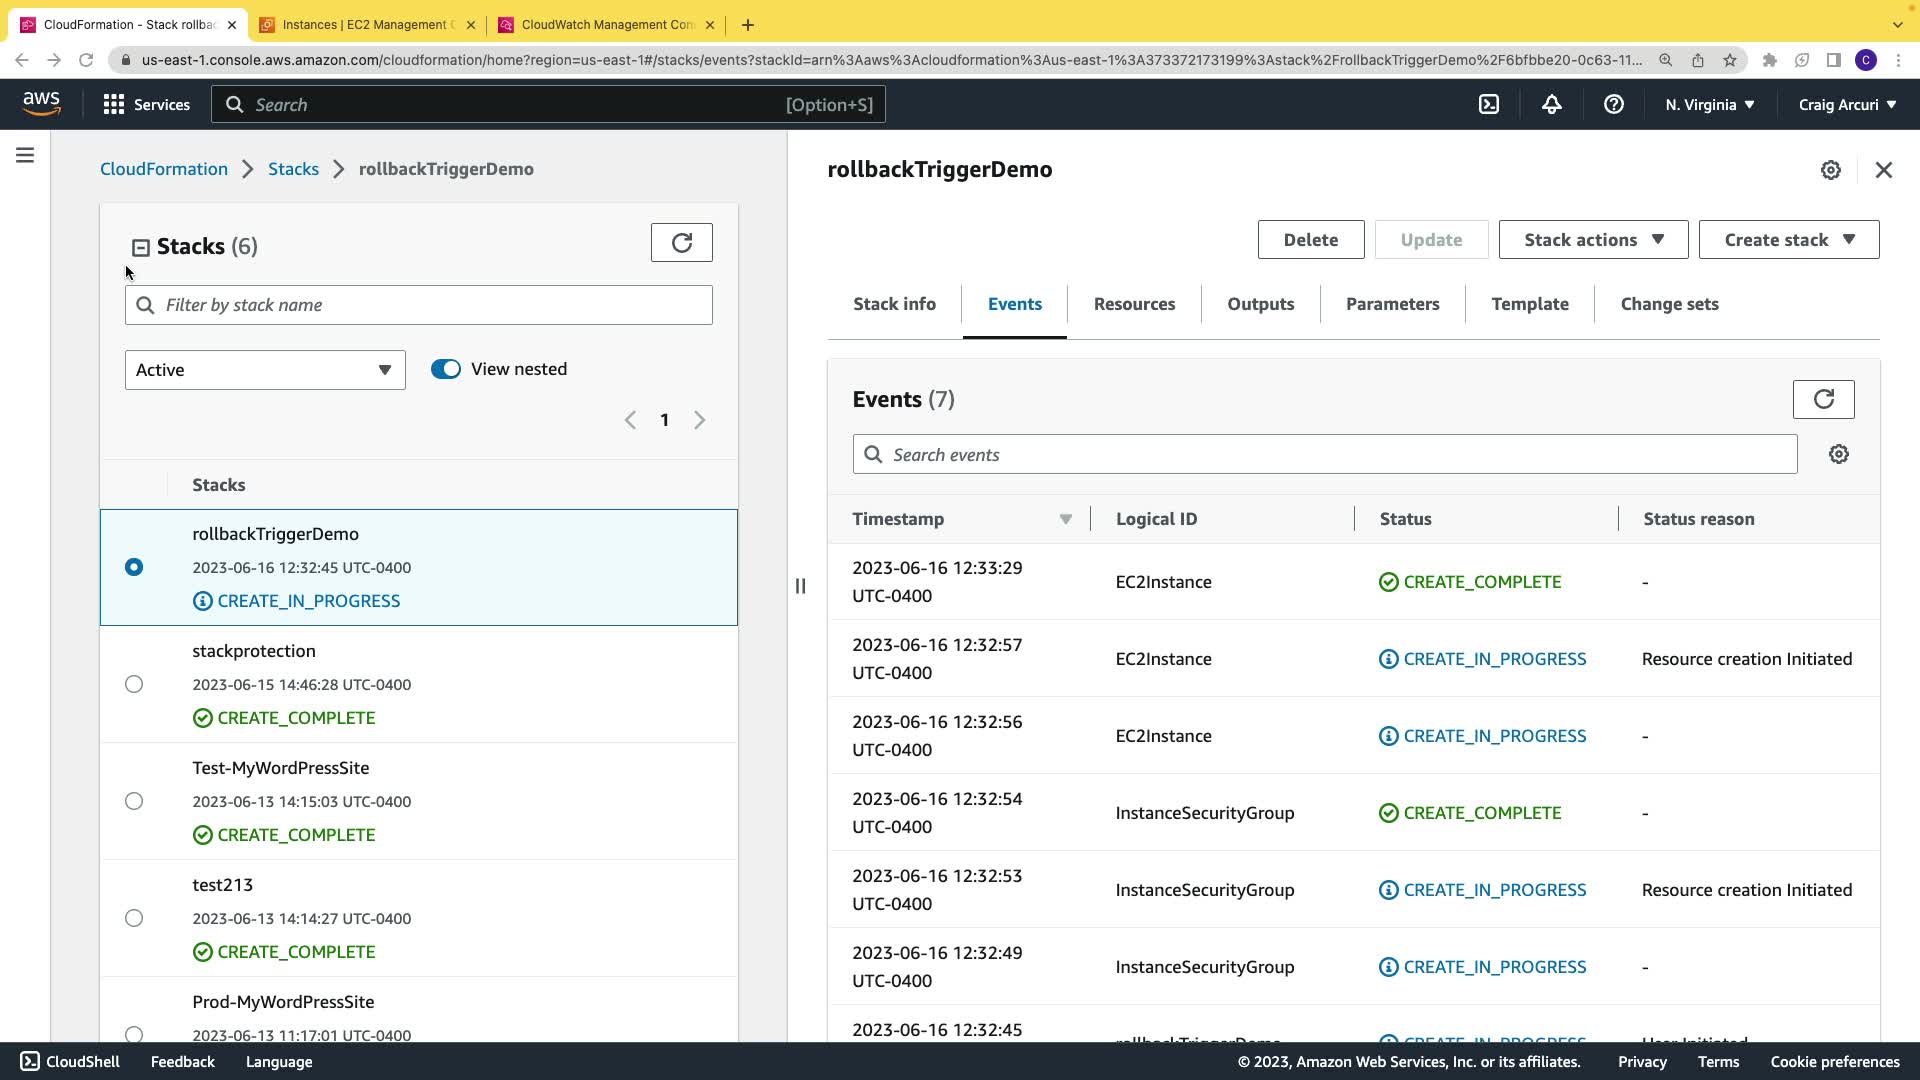 CloudFormation - Stack rollba
Instances | EC2 Management C
CloudWatch Management Con
us-east-1.console.aws.amazon.com/cloudformation/home?region=us-east-1#/stacks/events?stackId=arn%3Aaws%3Acloudformation%3Aus-east-1%3A373372173199%3Astack%2FrollbackTriggerDemo%2F6bfbbe20-0c63-11...
C
aws
Services
Search
[Option+S]
N. Virginia
Craig Arcuri
CloudFormation
Stacks
rollbackTriggerDemo
Stacks (6)
Filter by stack name
Active
View nested
1
Stacks
rollbackTriggerDemo
2023-06-16 12:32:45 UTC-0400
CREATE_IN_PROGRESS
stackprotection
2023-06-15 14:46:28 UTC-0400
CREATE_COMPLETE
Test-MyWordPressSite
2023-06-13 14:15:03 UTC-0400
CREATE_COMPLETE
test213
2023-06-13 14:14:27 UTC-0400
CREATE_COMPLETE
Prod-MyWordPressSite
2023-06-13 11:17:01 UTC-0400
rollbackTriggerDemo
Delete
Update
Stack actions
Create stack
Stack info
Events
Resources
Outputs
Parameters
Template
Change sets
Events (7)
Search events
Timestamp Logical ID Status Status reason
2023-06-16 12:33:29
UTC-0400
EC2Instance
CREATE_COMPLETE
-
2023-06-16 12:32:57
UTC-0400
EC2Instance
CREATE_IN_PROGRESS
Resource creation Initiated
2023-06-16 12:32:56
UTC-0400
EC2Instance
CREATE_IN_PROGRESS
-
2023-06-16 12:32:54
UTC-0400
InstanceSecurityGroup
CREATE_COMPLETE
-
2023-06-16 12:32:53
UTC-0400
InstanceSecurityGroup
CREATE_IN_PROGRESS
Resource creation Initiated
2023-06-16 12:32:49
UTC-0400
InstanceSecurityGroup
CREATE_IN_PROGRESS
-
2023-06-16 12:32:45
rollbackTriggerDemo
CREATE_IN_PROGRESS
User Initiated
CloudShell
Feedback
Language
© 2023, Amazon Web Services, Inc. or its affiliates.
Privacy
Terms
Cookie preferences